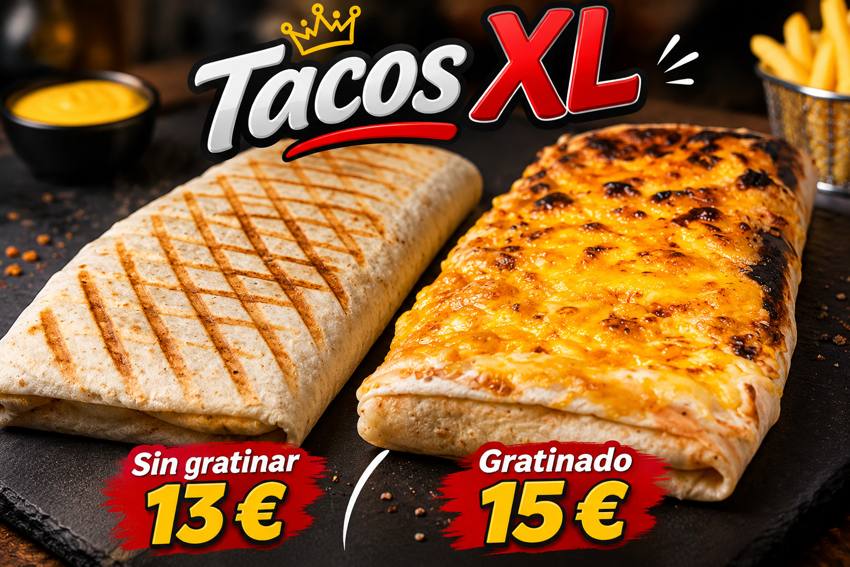 Tacos XL
Sin gratinar
13 €
Gratinado
15 €